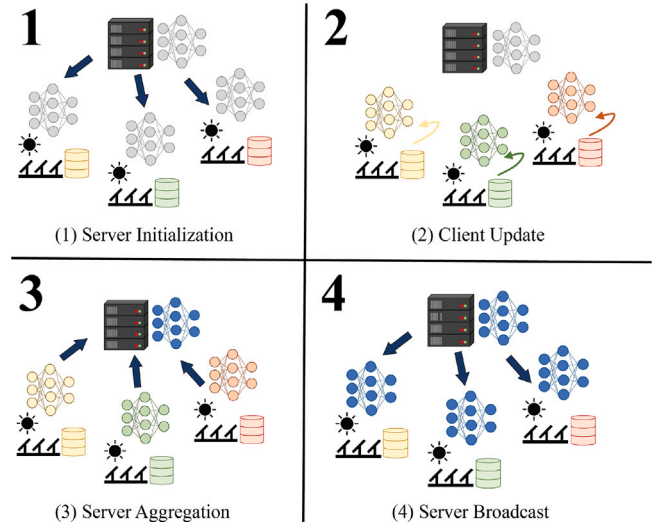 1
2
(1) Server Initialization
(2) Client Update
3
4
(3) Server Aggregation
(4) Server Broadcast